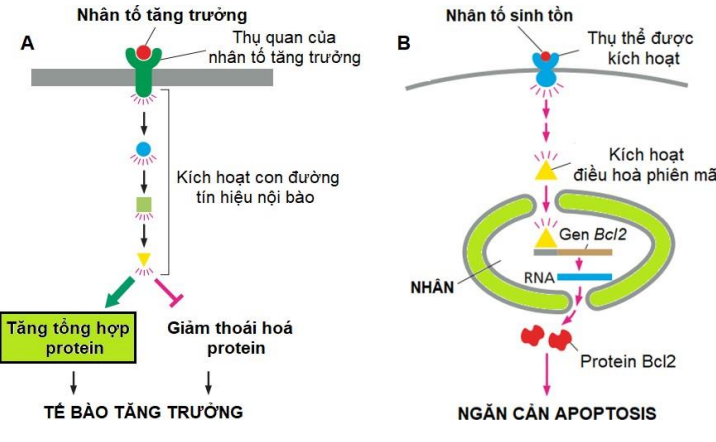 A
Nhân tố tăng trưởng
Thụ quan của
nhân tố tăng trưởng
Kích hoạt con đường
tín hiệu nội bào
Tăng tổng hợp
protein
Giảm thoái hoá
protein
TẾ BÀO TĂNG TRƯỞNG
B
Nhân tố sinh tồn
Thụ thể được
kích hoạt
Kích hoạt
điều hoà phiên mã
Gen Bcl2
RNA
NHÂN
Protein Bcl2
NGĂN CẢN APOPTOSIS